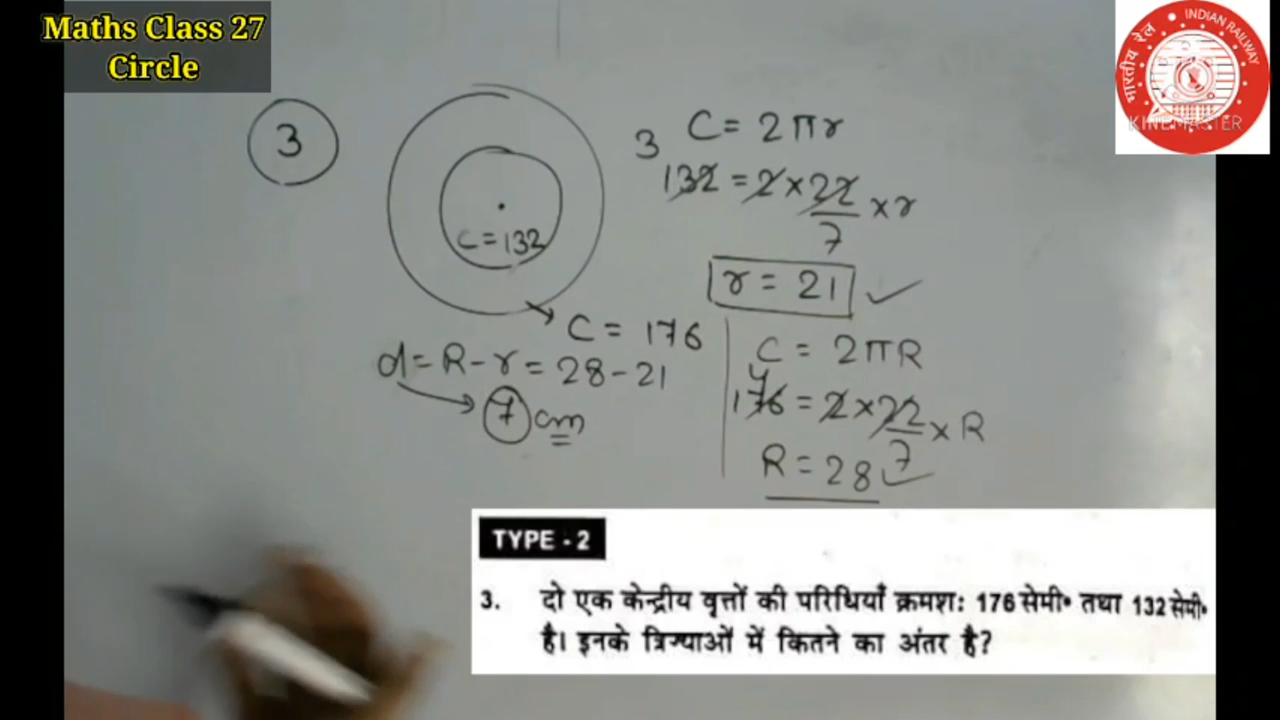 Maths Class 27
Circle
INDIAN RAILWAY
भारतीय रेल
KINEMASTER
3
C = 132
C = 176
d = R - r = 28 - 21
7 cm
C = 2πr
3
132 = 2 × 22/7 × r
r = 21 ✓
C = 2πR
4
176 = 2 × 22/7 × R
R = 28 ✓
TYPE - 2
3. दो एक केन्द्रीय वृत्तों की परिधियाँ क्रमशः 176 सेमी॰ तथा 132 सेमी॰
है। इनके त्रिज्याओं में कितने का अंतर है?